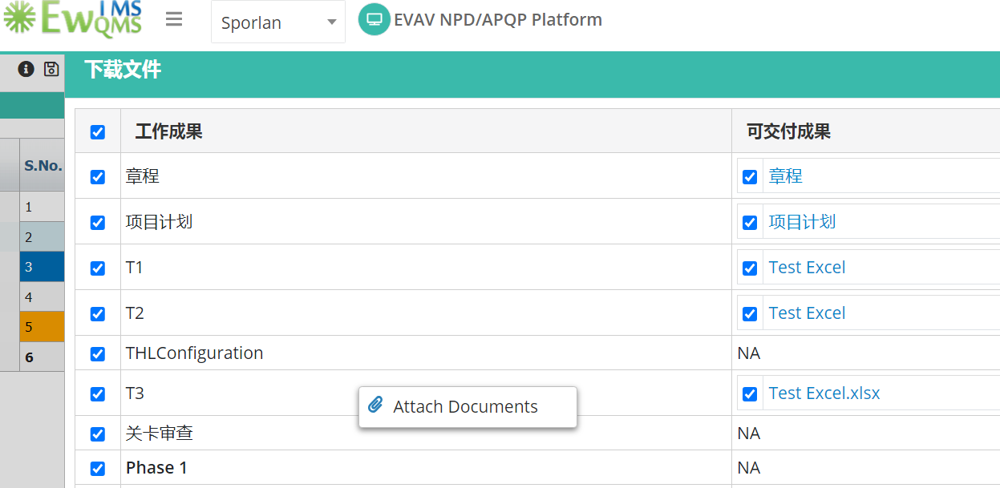 EwQMS IMS
Sporlan
EVAV NPD/APQP Platform
下载文件
工作成果 可交付成果
S.No.
章程 章程
项目计划 项目计划
1
2
3
4
5
6
T1 Test Excel
T2 Test Excel
THLConfiguration NA
T3 Test Excel.xlsx
Attach Documents
关卡审查 NA
Phase 1 NA